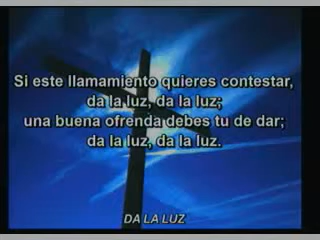 Si este llamamiento quieres contestar,
da la luz, da la luz;
una buena ofrenda debes tu de dar;
da la luz, da la luz.
DA LA LUZ